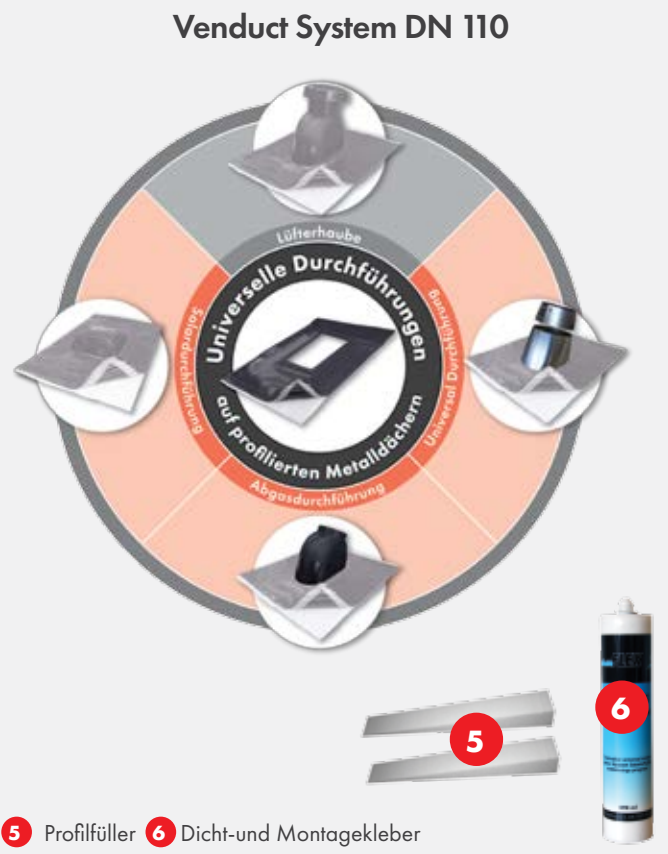 Venduct System DN 110
Lüfterhaube
Universelle Durchführungen
Solardurchführung
Universal Durchführung
auf profilierten Metalldächern
Abgasdurchführung
6
5
5 Profilfüller 6 Dicht-und Montagekleber